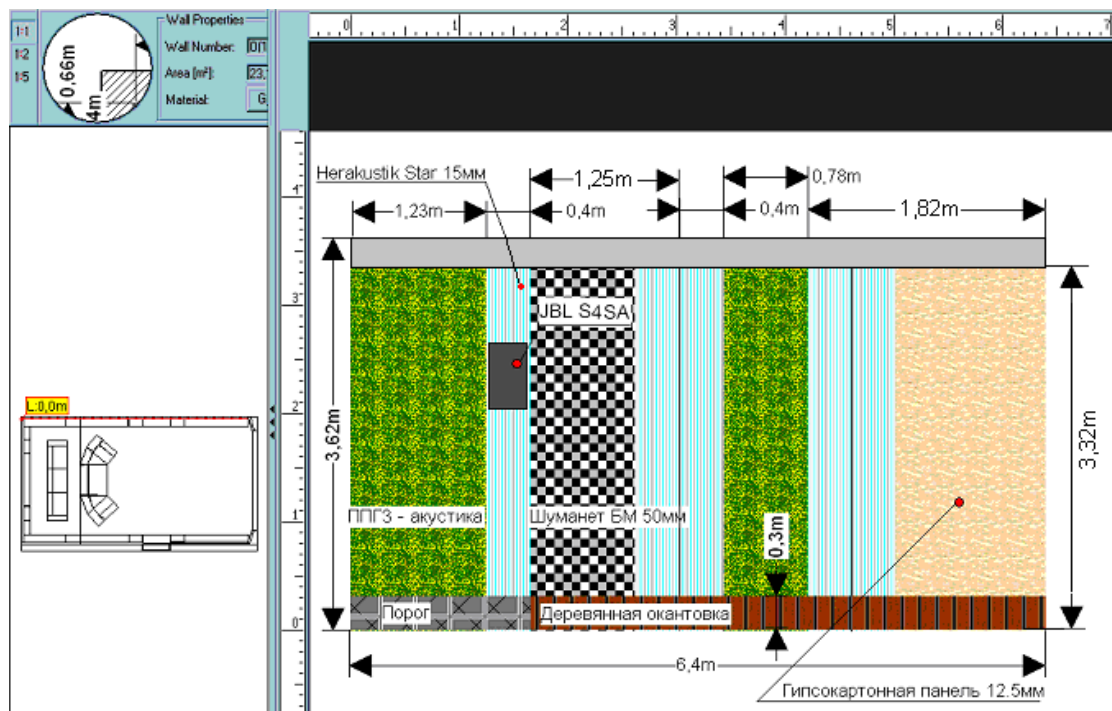 1:1
1:2
1:5
0,66m
4m
Wall Properties
Wall Number:
Area [m²]:
23,
Material:
G
0 1 2 3 4 5 6 7
4
3
2
1
0
Herakustik Star 15мм
1,25m
0,78m
1,23m
0,4m
0,4m
1,82m
JBL S4SA
L:0,0m
3,62m
3,32m
ППГЗ - акустика
Шуманет БМ 50мм
0,3m
Порог
Деревянная окантовка
6,4m
Гипсокартонная панель 12.5мм